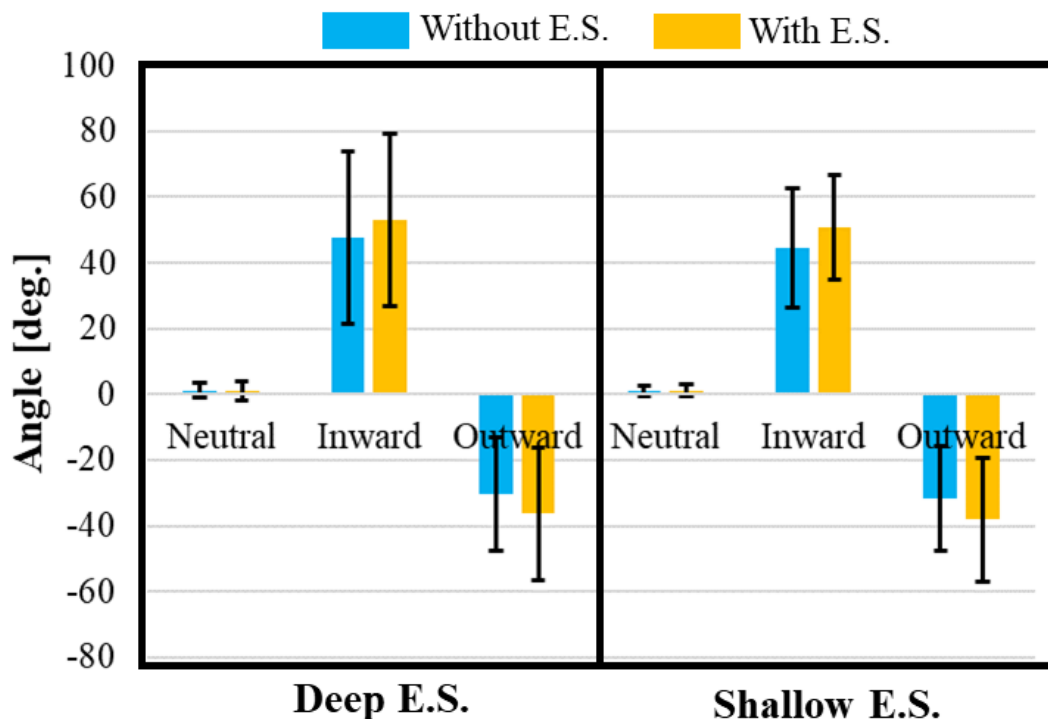 Without E.S. With E.S.
Angle [deg.]
100
80
60
40
20
0
-20
-40
-60
-80
Neutral Inward Outward Neutral Inward Outward
Deep E.S. Shallow E.S.